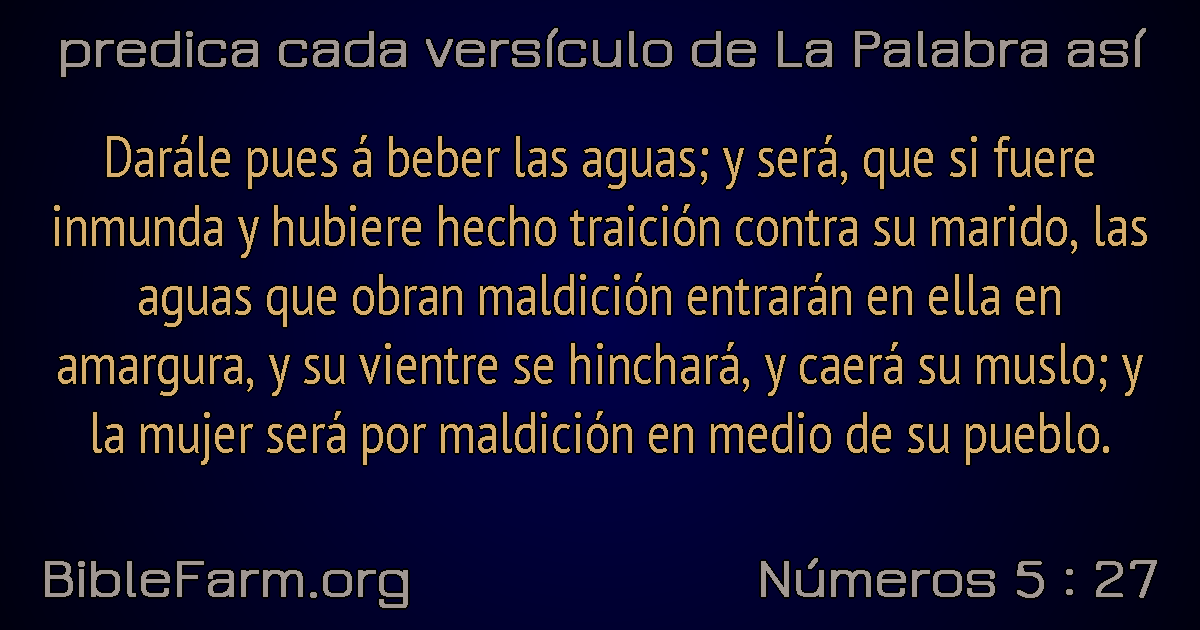 predica cada versículo de La Palabra así
Darále pues á beber las aguas; y será, que si fuere
inmunda y hubiere hecho traición contra su marido, las
aguas que obran maldición entrarán en ella en
amargura, y su vientre se hinchará, y caerá su muslo; y
la mujer será por maldición en medio de su pueblo.
BibleFarm.org
Números 5 : 27